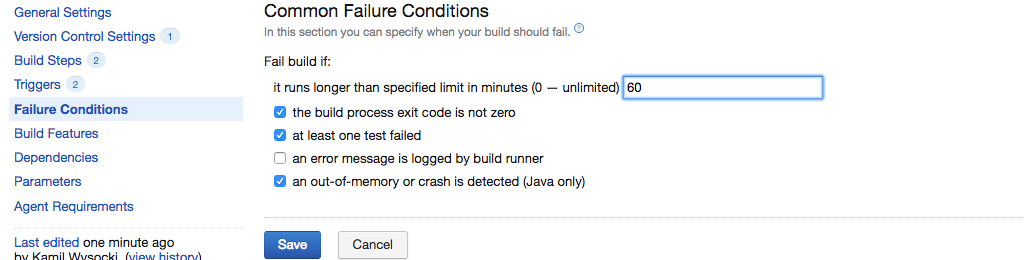 General Settings
Version Control Settings 1
Build Steps 2
Triggers 2
Failure Conditions
Build Features
Dependencies
Parameters
Agent Requirements
Last edited one minute ago
by Kamil Wysocki (view history)
Common Failure Conditions
In this section you can specify when your build should fail. ?
Fail build if:
it runs longer than specified limit in minutes (0 — unlimited) 60
the build process exit code is not zero
at least one test failed
an error message is logged by build runner
an out-of-memory or crash is detected (Java only)
Save Cancel